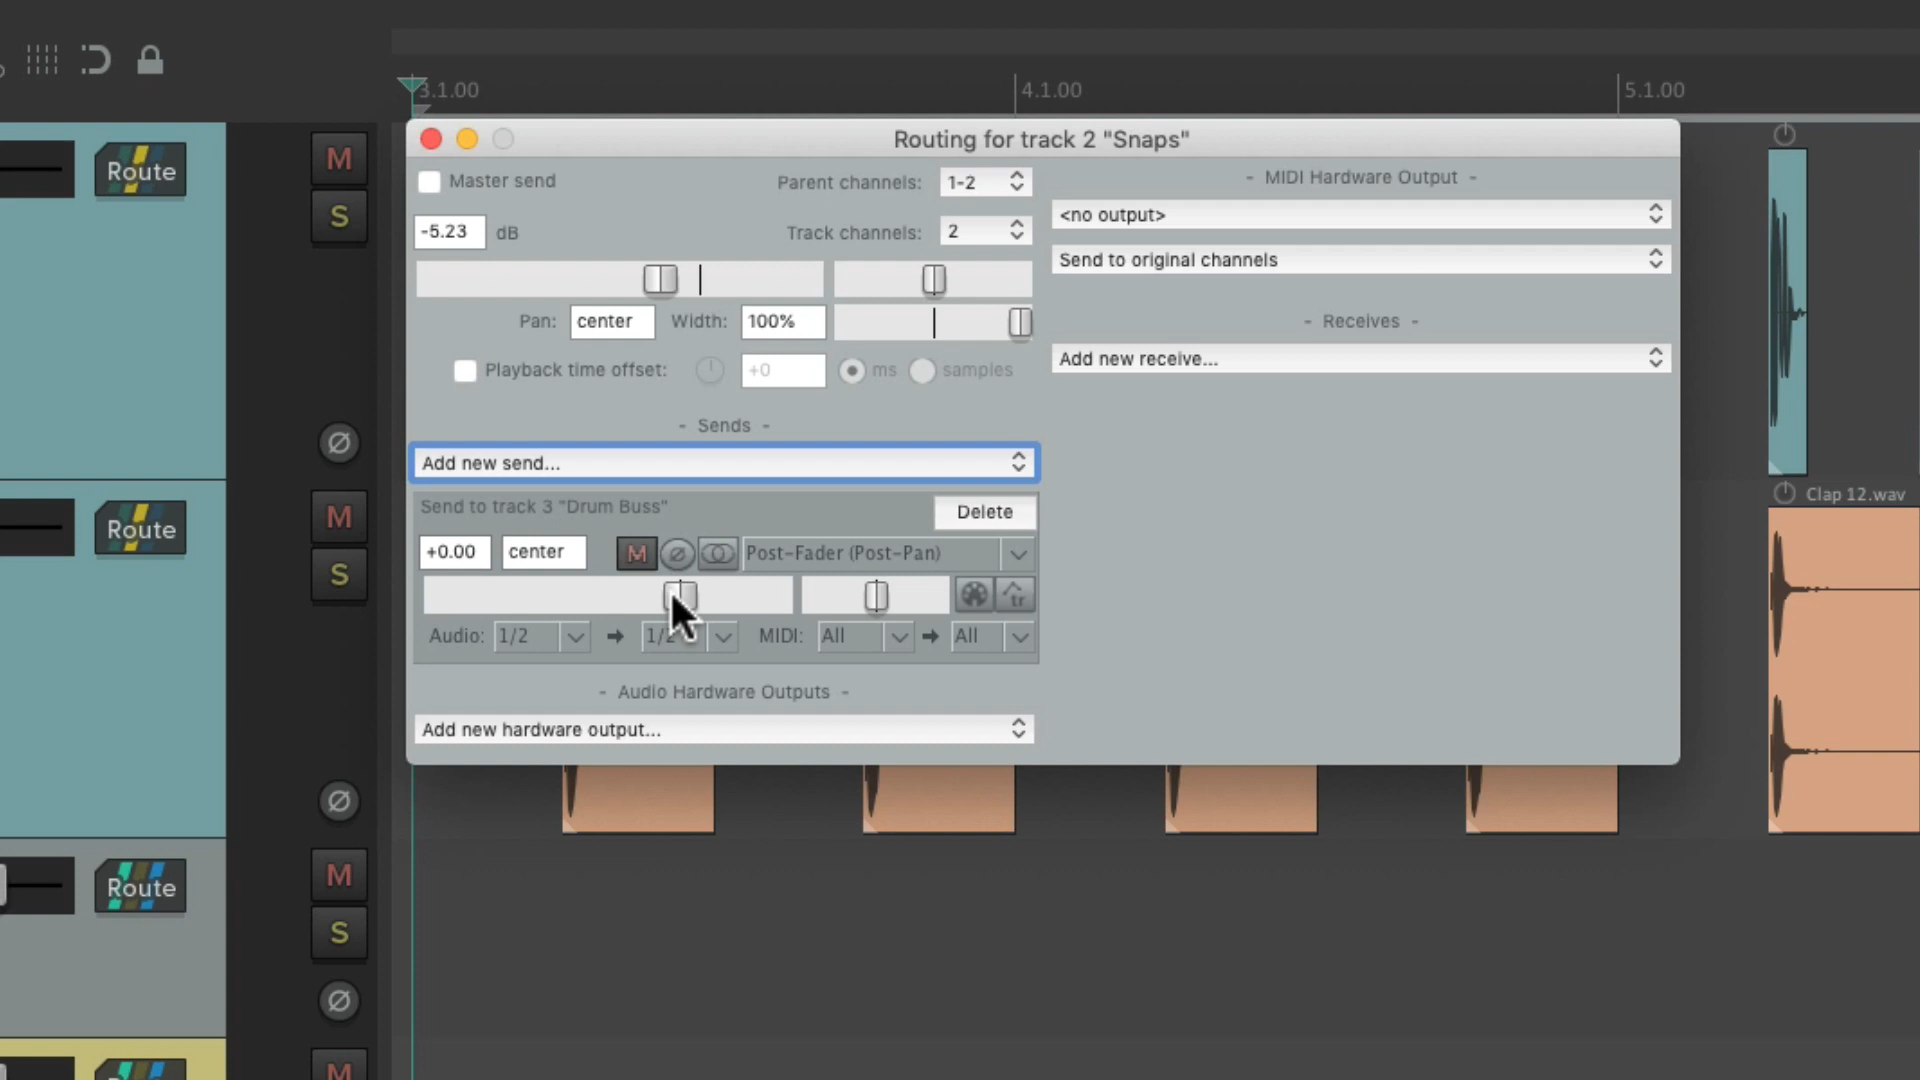 3.1.00
4.1.00
5.1.00
Route
M
S
Routing for track 2 "Snaps"
Master send
Parent channels: 1-2
-5.23 dB
Track channels: 2
Pan: center Width: 100%
Playback time offset: +0 ms samples
- Sends -
Add new send...
Send to track 3 "Drum Buss"
Delete
+0.00 center M Post-Fader (Post-Pan)
tr
Audio: 1/2 1/2 MIDI: All All
- Audio Hardware Outputs -
Add new hardware output...
- MIDI Hardware Output -
<no output>
Send to original channels
- Receives -
Add new receive...
Route
M
S
Clap 12.wav
Route
M
S
M